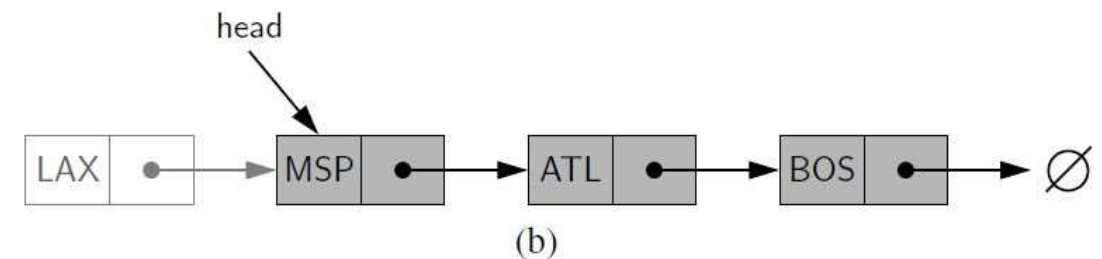 head
LAX MSP ATL BOS ∅
(b)